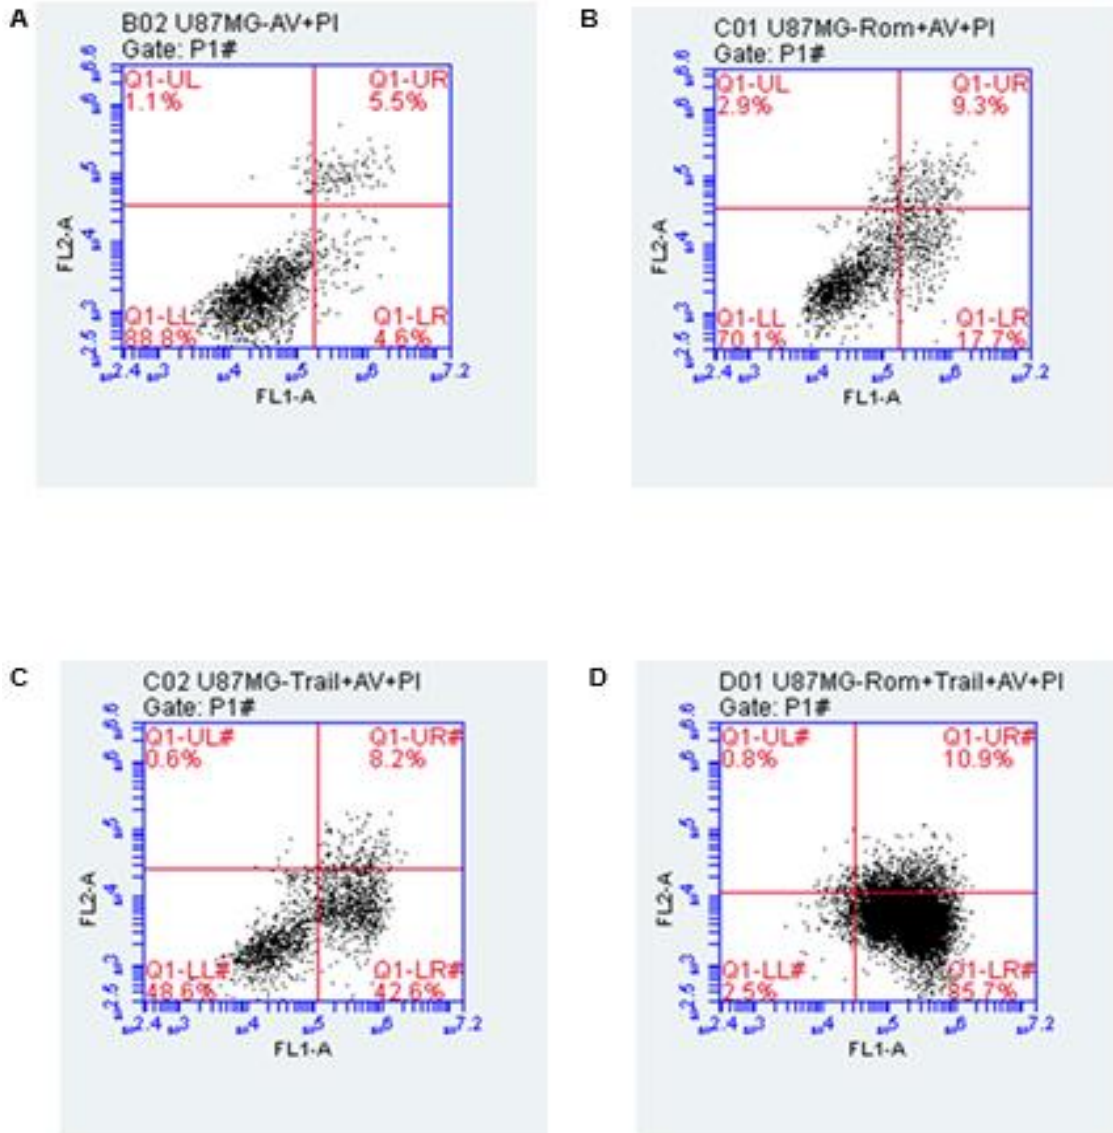 A
B02 U87MG-AV+PI
Gate: P1#
Q1-UL
1.1%
Q1-UR
5.5%
Q1-LL
88.8%
Q1-LR
4.6%
FL2-A
FL1-A
B
C01 U87MG-Rom+AV+PI
Gate: P1#
Q1-UL
2.9%
Q1-UR
9.3%
Q1-LL
70.1%
Q1-LR
17.7%
FL2-A
FL1-A
C
C02 U87MG-Trail+AV+PI
Gate: P1#
Q1-UL#
0.6%
Q1-UR#
8.2%
Q1-LL#
48.6%
Q1-LR#
42.6%
FL2-A
FL1-A
D
D01 U87MG-Rom+Trail+AV+PI
Gate: P1#
Q1-UL#
0.8%
Q1-UR#
10.9%
Q1-LL#
2.5%
Q1-LR#
85.7%
FL2-A
FL1-A